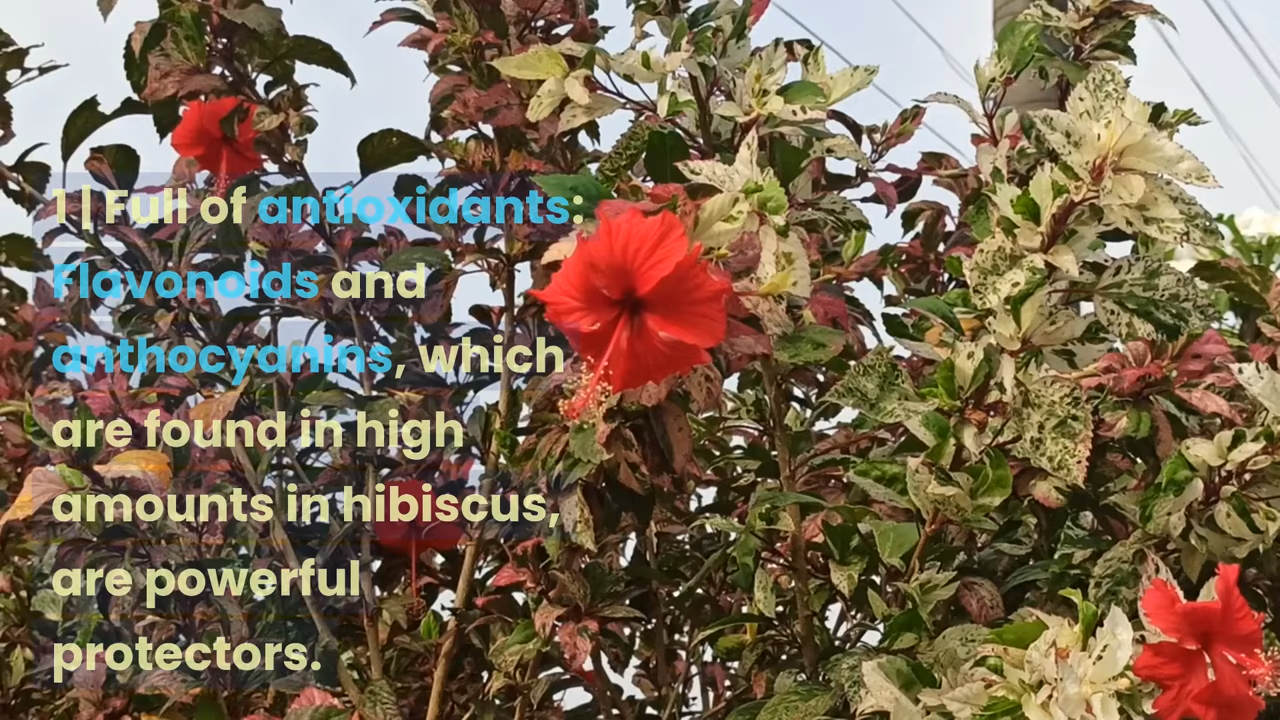 1| Full of antioxidants:
Flavonoids and
anthocyanins, which
are found in high
amounts in hibiscus,
are powerful
protectors.